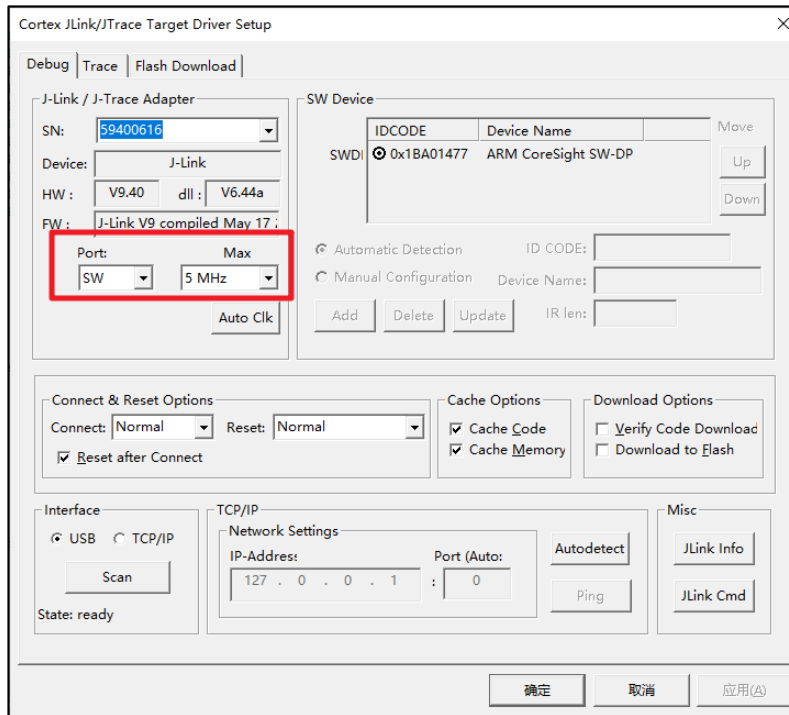 Cortex JLink/JTrace Target Driver Setup
Debug Trace Flash Download
J-Link / J-Trace Adapter
SN: 59400616
Device: J-Link
HW : V9.40 dll : V6.44a
FW : J-Link V9 compiled May 17
Port: Max
SW 5 MHz
Auto Clk
SW Device
IDCODE Device Name Move
SWDI 0x1BA01477 ARM CoreSight SW-DP Up
Down
Automatic Detection ID CODE:
Manual Configuration Device Name:
Add Delete Update IR len:
Connect & Reset Options
Connect: Normal Reset: Normal
Reset after Connect
Cache Options
Cache Code
Cache Memory
Download Options
Verify Code Download
Download to Flash
Interface
USB TCP/IP
Scan
State: ready
TCP/IP
Network Settings
IP-Address Port (Auto:
127 . 0 . 0 . 1 : 0
Autodetect
Ping
Misc
JLink Info
JLink Cmd
确定 取消 应用(A)